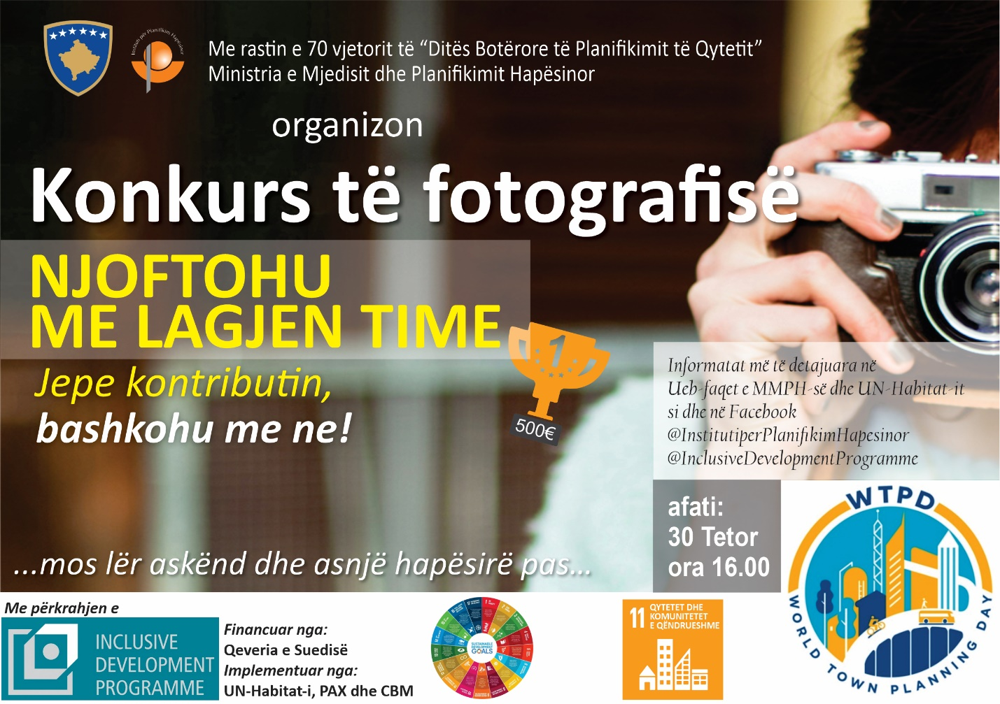 Instituti për Planifikim Hapësinor
Me rastin e 70 vjetorit të “Ditës Botërore të Planifikimit të Qytetit”
Ministria e Mjedisit dhe Planifikimit Hapësinor
organizon
Konkurs të fotografisë
NJOFTOHU
ME LAGJEN TIME
Jepe kontributin,
bashkohu me ne!
1
500€
Informatat më të detajuara në
Ueb-faqet e MMPH-së dhe UN-Habitat-it
si dhe në Facebook
@InstitutiperPlanifikimHapesinor
@InclusiveDevelopmentProgramme
afati:
30 Tetor
ora 16.00
...mos lër askënd dhe asnjë hapësirë pas...
WTPD
WORLD TOWN PLANNING DAY
Me përkrahjen e
INCLUSIVE
DEVELOPMENT
PROGRAMME
Financuar nga:
Qeveria e Suedisë
Implementuar nga:
UN-Habitat-i, PAX dhe CBM
SUSTAINABLE
DEVELOPMENT
GOALS
11 QYTETET DHE
KOMUNITETET
E QËNDRUESHME